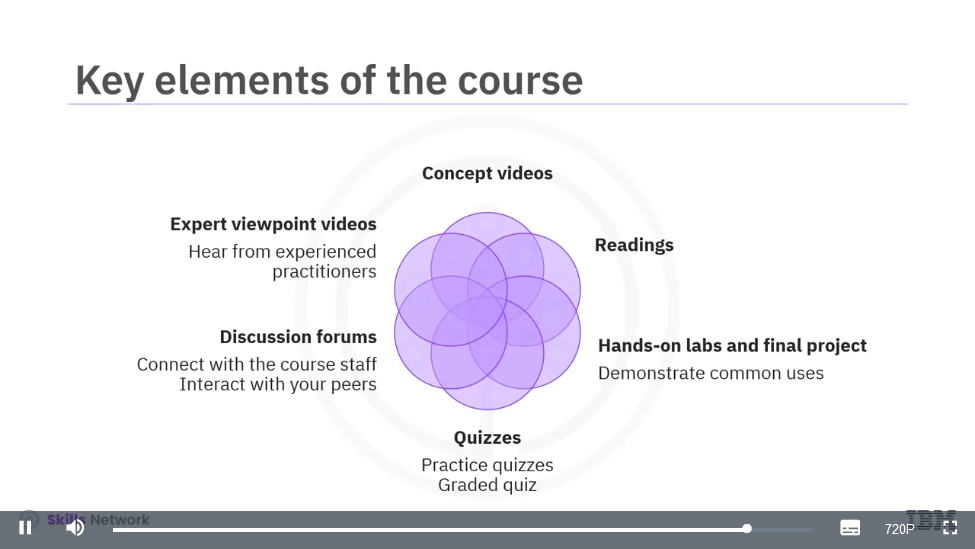 Key elements of the course
Concept videos
Expert viewpoint videos
Hear from experienced
practitioners
Readings
Discussion forums
Connect with the course staff
Interact with your peers
Hands-on labs and final project
Demonstrate common uses
Quizzes
Practice quizzes
Graded quiz
Skills Network
IBM
720P